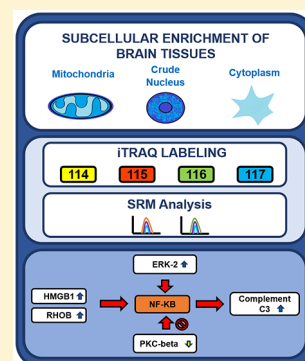 SUBCELLULAR ENRICHMENT OF
BRAIN TISSUES
Mitochondria
Crude
Nucleus
Cytoplasm
iTRAQ LABELING
114
115
116
117
SRM Analysis
ERK-2
HMGB1
RHOB
NF-KB
Complement
C3
PKC-beta